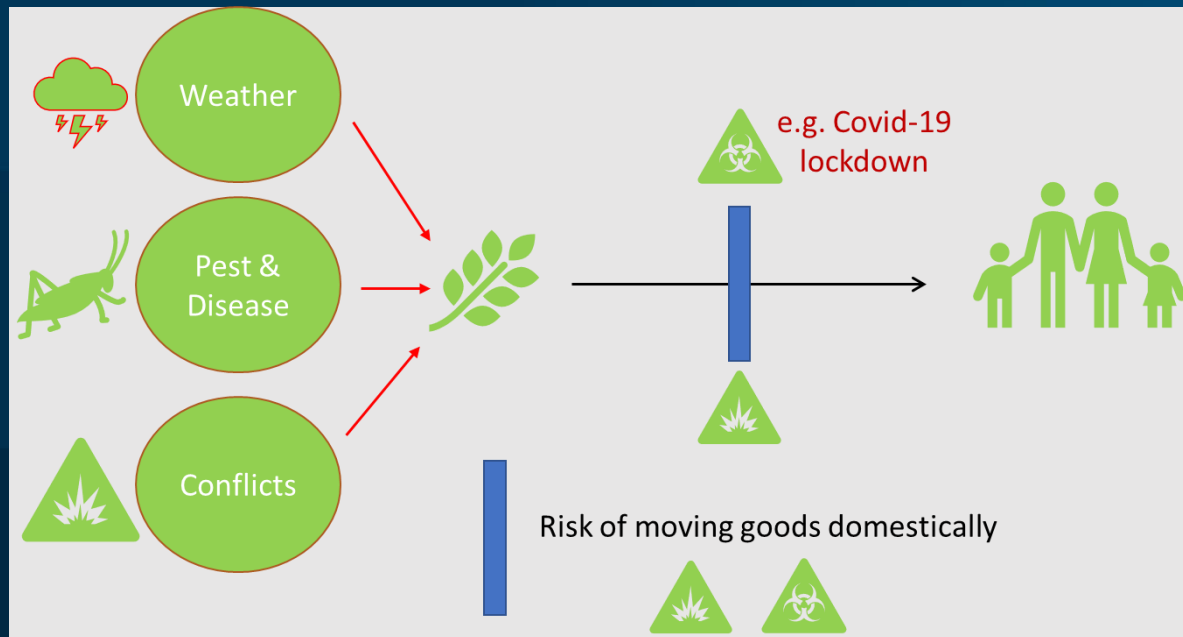 Weather
e.g. Covid-19
lockdown
Pest &
Disease
Conflicts
Risk of moving goods domestically